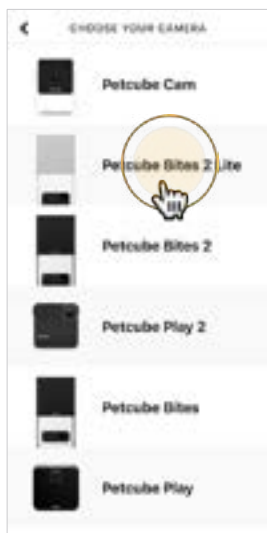 CHOOSE YOUR CAMERA
Petcube Cam
Petcube Bites 2 Lite
Petcube Bites 2
Petcube Play 2
Petcube Bites
Petcube Play